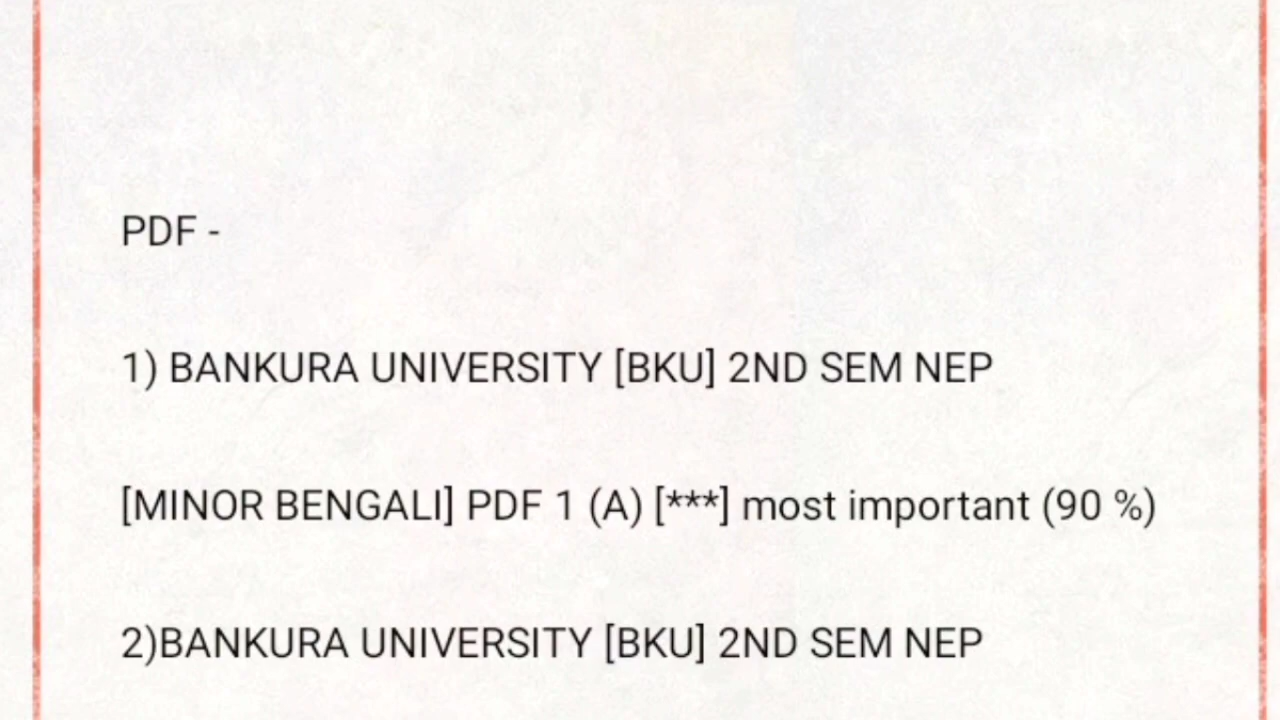 PDF -
1) BANKURA UNIVERSITY [BKU] 2ND SEM NEP
[MINOR BENGALI] PDF 1 (A) [***] most important (90 %)
2)BANKURA UNIVERSITY [BKU] 2ND SEM NEP